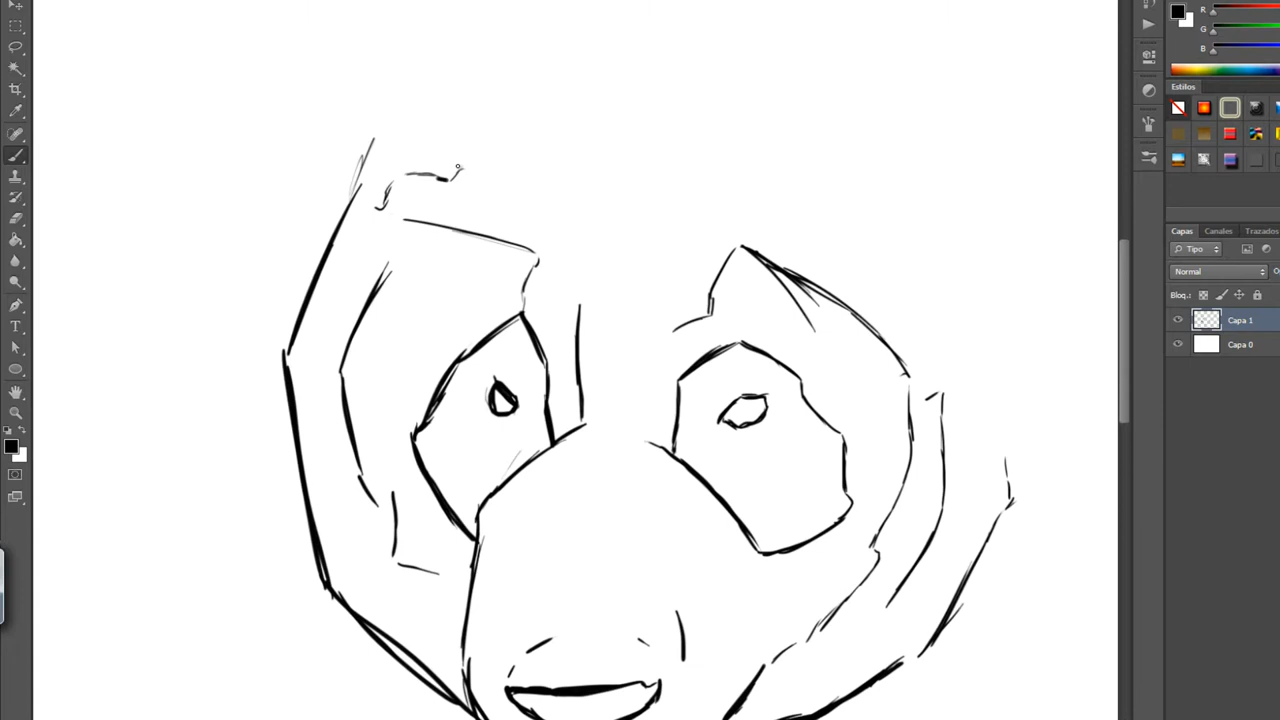 R
G
B
Estilos
Capas Canales Trazados
Tipo
Normal
Bloq.:
Capa 1
Capa 0